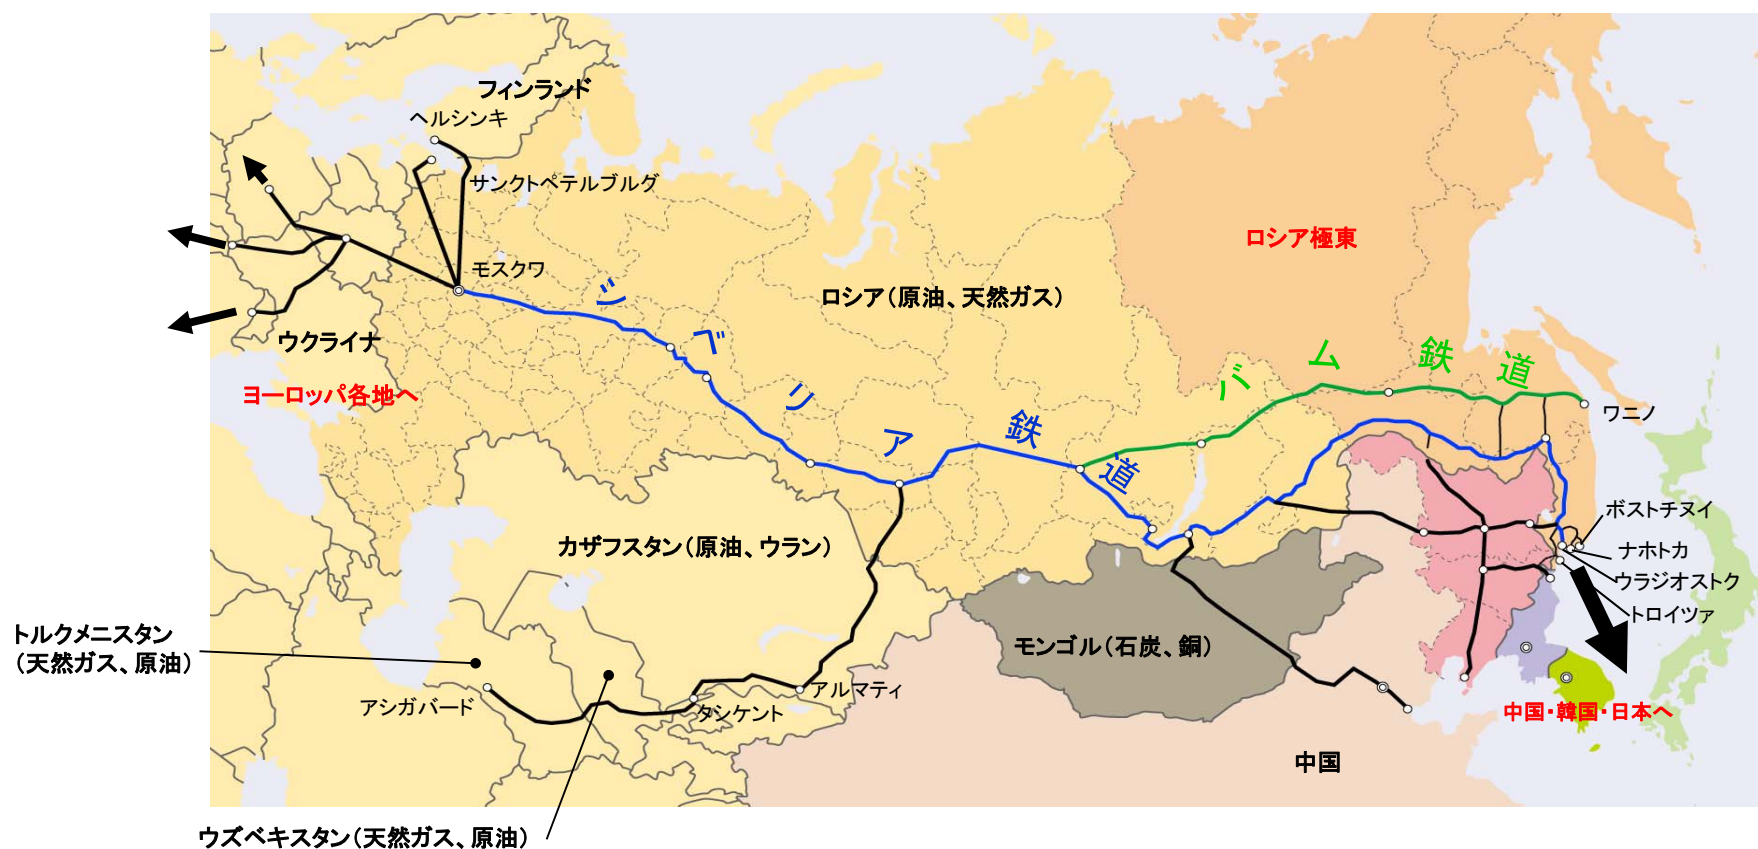 フィンランド
ヘルシンキ
サンクトペテルブルグ
モスクワ
ロシア極東
ロシア（原油、天然ガス）
シベリア鉄道
バム鉄道
ウクライナ
ヨーロッパ各地へ
ワニノ
ボストチヌイ
ナホトカ
ウラジオストク
トロイツァ
カザフスタン（原油、ウラン）
トルクメニスタン
（天然ガス、原油）
モンゴル（石炭、銅）
アシガバード
タシケント
アルマティ
中国・韓国・日本へ
中国
ウズベキスタン（天然ガス、原油）